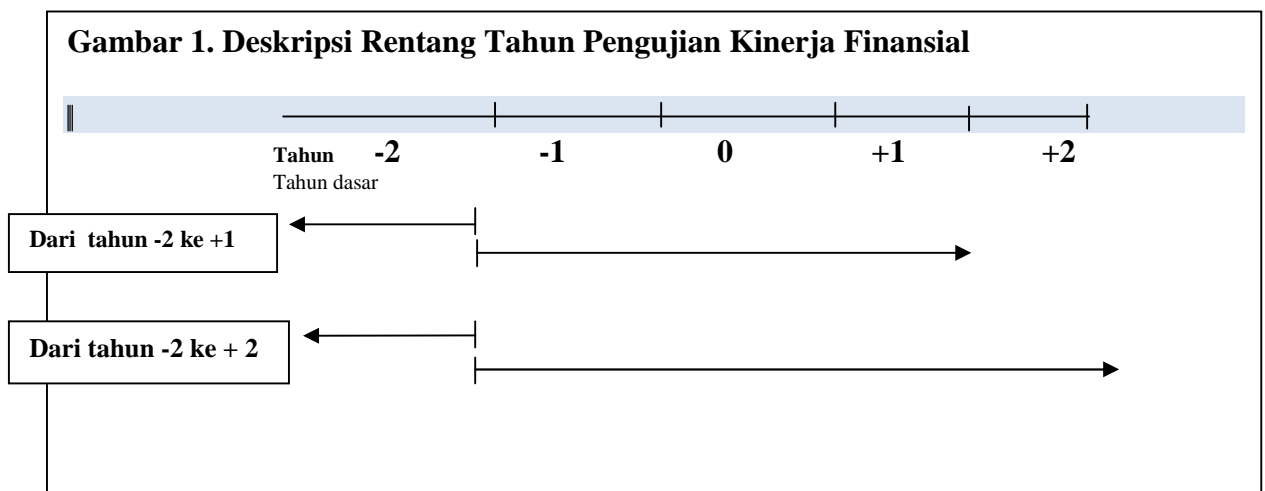 Gambar 1. Deskripsi Rentang Tahun Pengujian Kinerja Finansial
Tahun -2 -1 0 +1 +2
Tahun dasar
Dari tahun -2 ke +1
Dari tahun -2 ke + 2